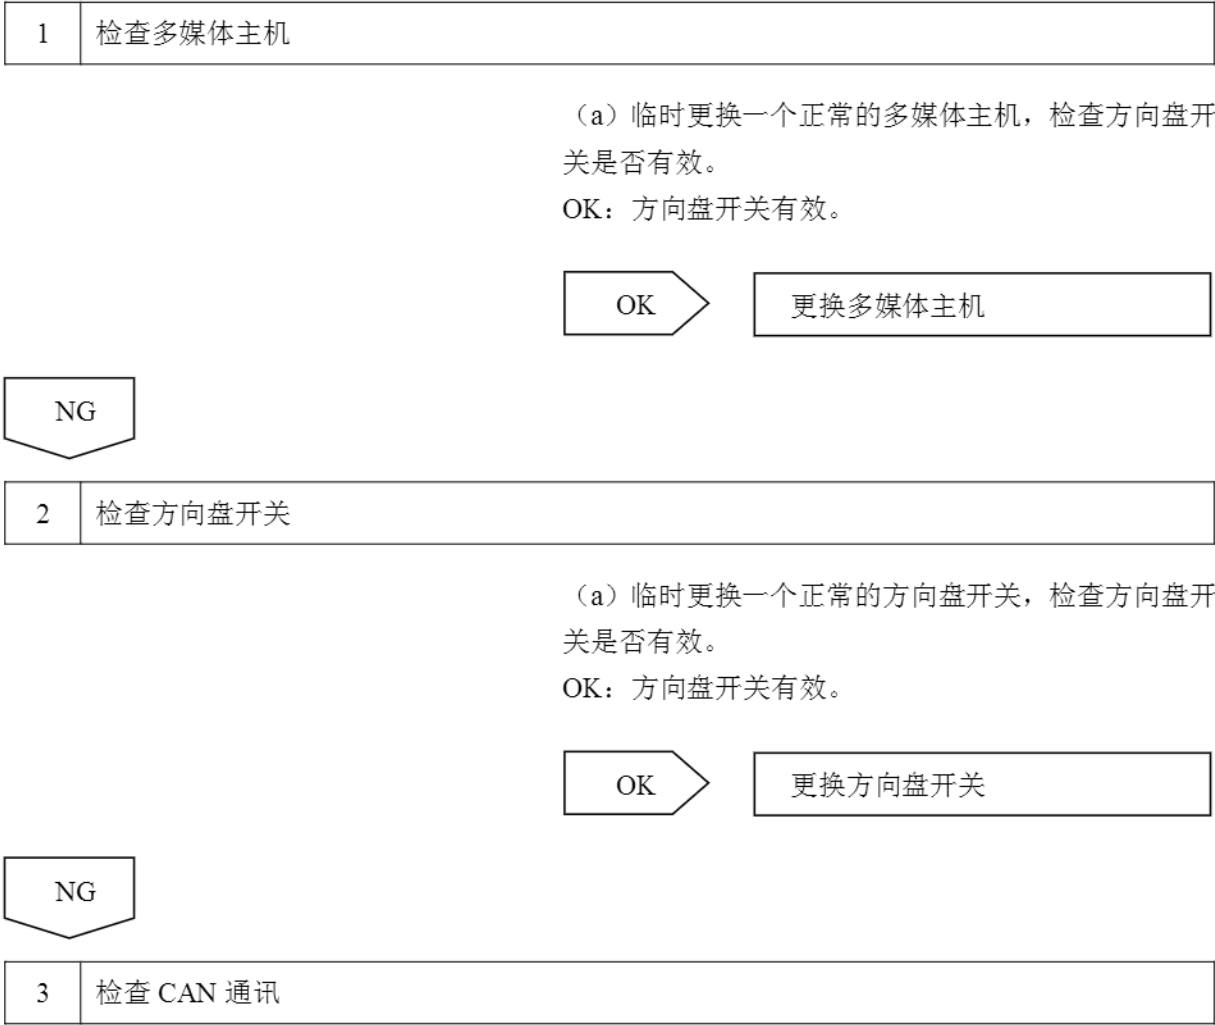 1 检查多媒体主机
（a）临时更换一个正常的多媒体主机，检查方向盘开
关是否有效。
OK：方向盘开关有效。
OK 更换多媒体主机
NG
2 检查方向盘开关
（a）临时更换一个正常的方向盘开关，检查方向盘开
关是否有效。
OK：方向盘开关有效。
OK 更换方向盘开关
NG
3 检查 CAN 通讯